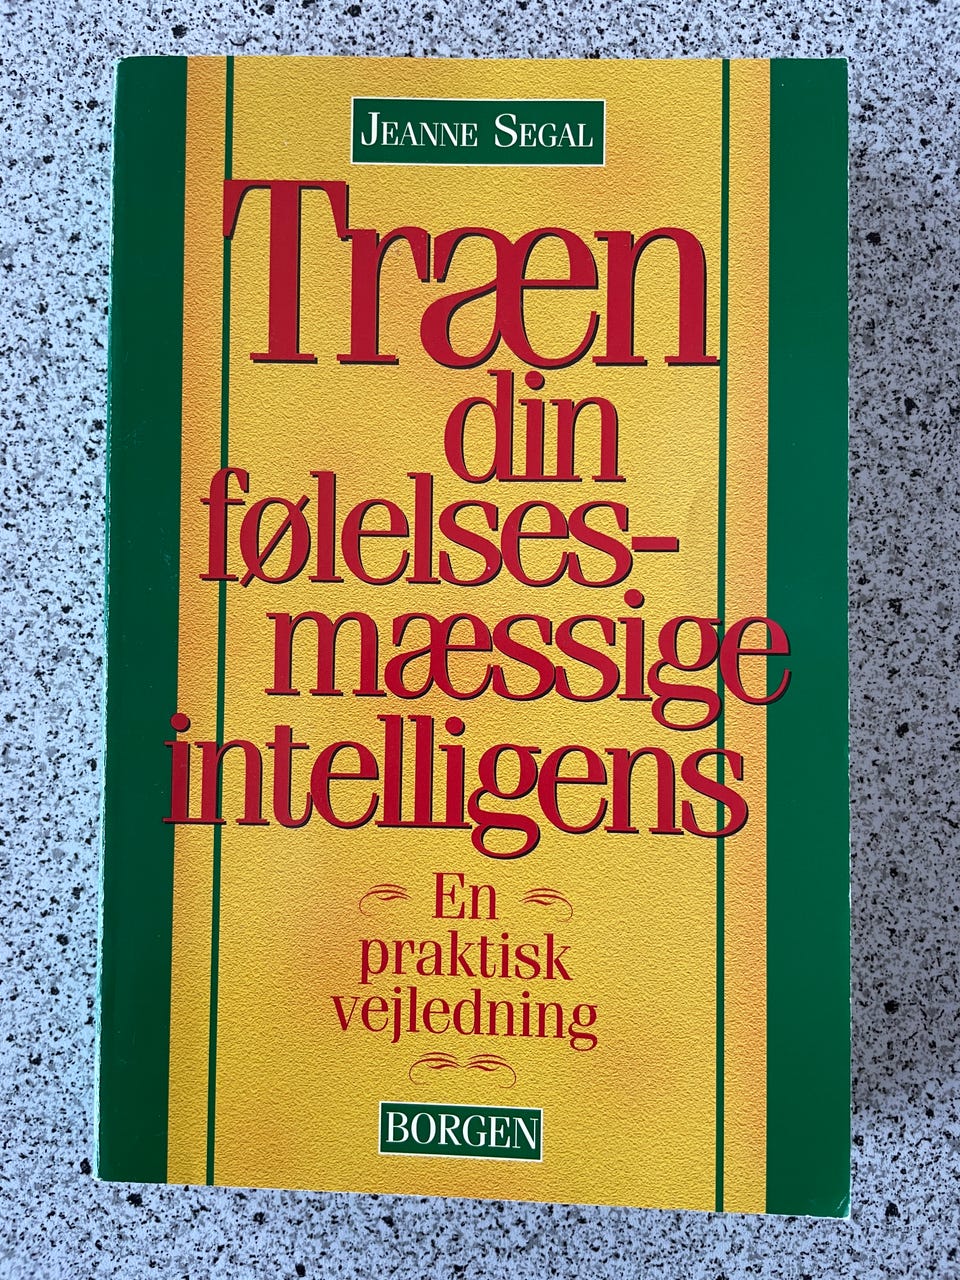 Jeanne Segal
Træn
din
følelses-
mæssige
intelligens
En
praktisk
vejledning
BORGEN